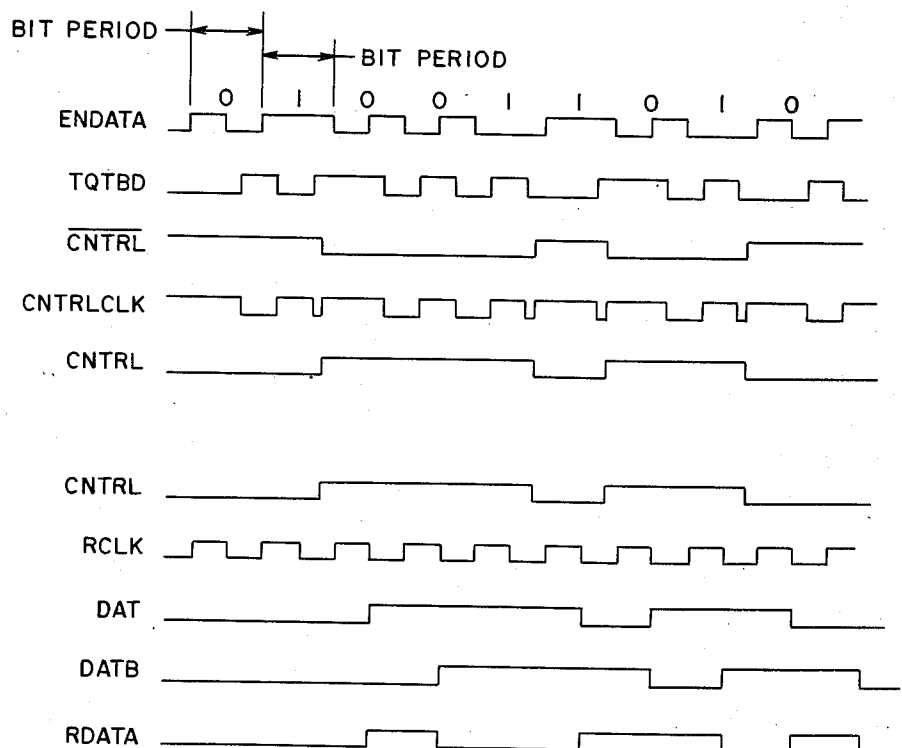 BIT PERIOD
BIT PERIOD
0 1 0 0 1 1 0 1 0
ENDATA
TQTBD
CNTRL
CNTRLCLK
CNTRL
CNTRL
RCLK
DAT
DATB
RDATA